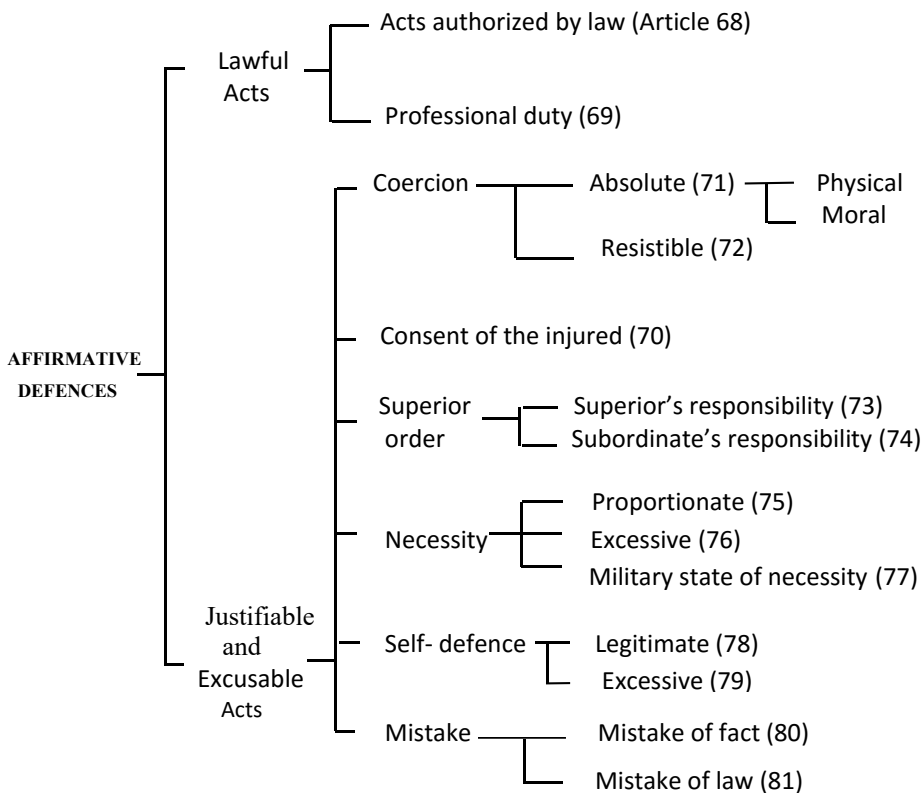 Acts authorized by law (Article 68)
Lawful
Acts
Professional duty (69)
Coercion
Absolute (71)
Physical
Moral
Resistible (72)
Consent of the injured (70)
AFFIRMATIVE
DEFENCES
Superior
order
Superior’s responsibility (73)
Subordinate’s responsibility (74)
Necessity
Proportionate (75)
Excessive (76)
Military state of necessity (77)
Justifiable
and
Excusable
Acts
Self- defence
Legitimate (78)
Excessive (79)
Mistake
Mistake of fact (80)
Mistake of law (81)